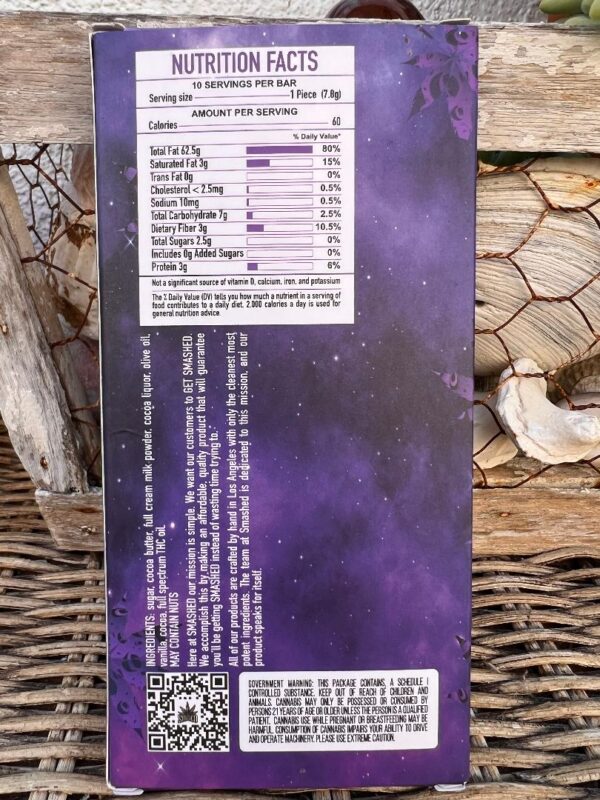 NUTRITION FACTS
10 SERVINGS PER BAR
Serving size 1 Piece (7.8g)
AMOUNT PER SERVING
Calories 60
% Daily Value*
Total Fat 62.5g 80%
Saturated Fat 3g 15%
Trans Fat 0g 0%
Cholesterol < 2.5mg 0.5%
Sodium 10mg 0.5%
Total Carbohydrate 7g 2.5%
Dietary Fiber 3g 10.5%
Total Sugars 2.5g 0%
Includes 0g Added Sugars 0%
Protein 3g 6%
Not a significant source of vitamin D, calcium, iron, and potassium
The % Daily Value (DV) tells you how much a nutrient in a serving of
food contributes to a daily diet. 2,000 calories a day is used for
general nutrition advice.
INGREDIENTS: sugar, cocoa butter, full cream milk powder, cocoa liquor, olive oil,
vanilla, cocoa, full spectrum THC oil.
MAY CONTAIN NUTS
Here at SMASHED our mission is simple. We want our customers to GET SMASHED.
We accomplish this by making an affordable, quality product that will guarantee
you'll be getting SMASHED instead of wasting time trying to.
All of our products are crafted by hand in Los Angeles with only the cleanest most
potent ingredients. The team at Smashed is dedicated to this mission, and our
product speaks for itself.
GOVERNMENT WARNING: THIS PACKAGE CONTAINS, A SCHEDULE I
CONTROLLED SUBSTANCE. KEEP OUT OF REACH OF CHILDREN AND
ANIMALS. CANNABIS MAY ONLY BE POSSESSED OR CONSUMED BY
PERSONS 21 YEARS OF AGE OR OLDER UNLESS THE PERSON IS A QUALIFIED
PATIENT. CANNABIS USE WHILE PREGNANT OR BREASTFEEDING MAY BE
HARMFUL. CONSUMPTION OF CANNABIS IMPAIRS YOUR ABILITY TO DRIVE
AND OPERATE MACHINERY. PLEASE USE EXTREME CAUTION.